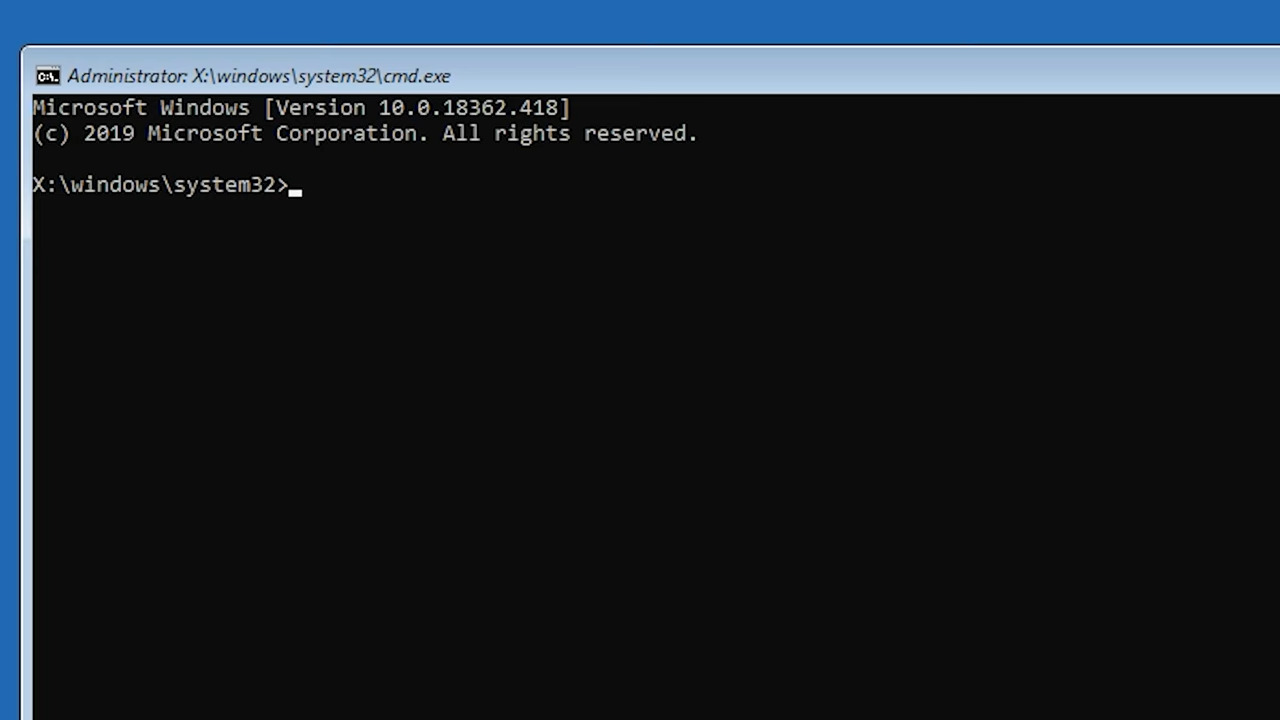 Administrator: X:\windows\system32\cmd.exe
Microsoft Windows [Version 10.0.18362.418]
(c) 2019 Microsoft Corporation. All rights reserved.
X:\windows\system32>